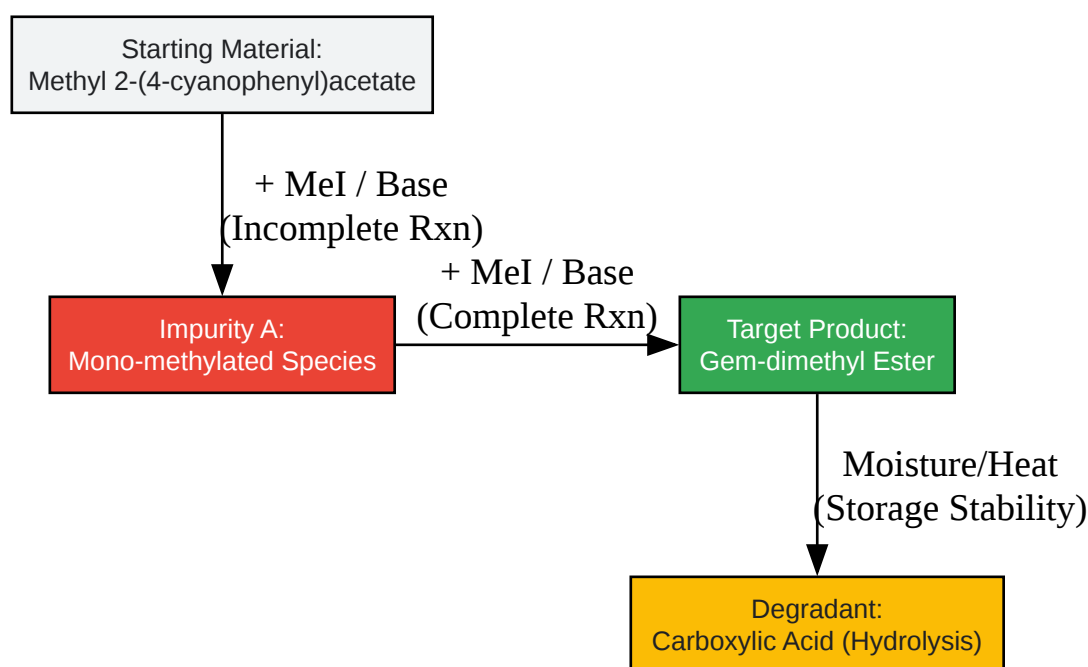 Starting Material:
Methyl 2-(4-cyanophenyl)acetate
+ MeI / Base
(Incomplete Rxn)
+ MeI / Base
(Complete Rxn)
Impurity A:
Mono-methylated Species
Target Product:
Gem-dimethyl Ester
Moisture/Heat
(Storage Stability)
Degradant:
Carboxylic Acid (Hydrolysis)